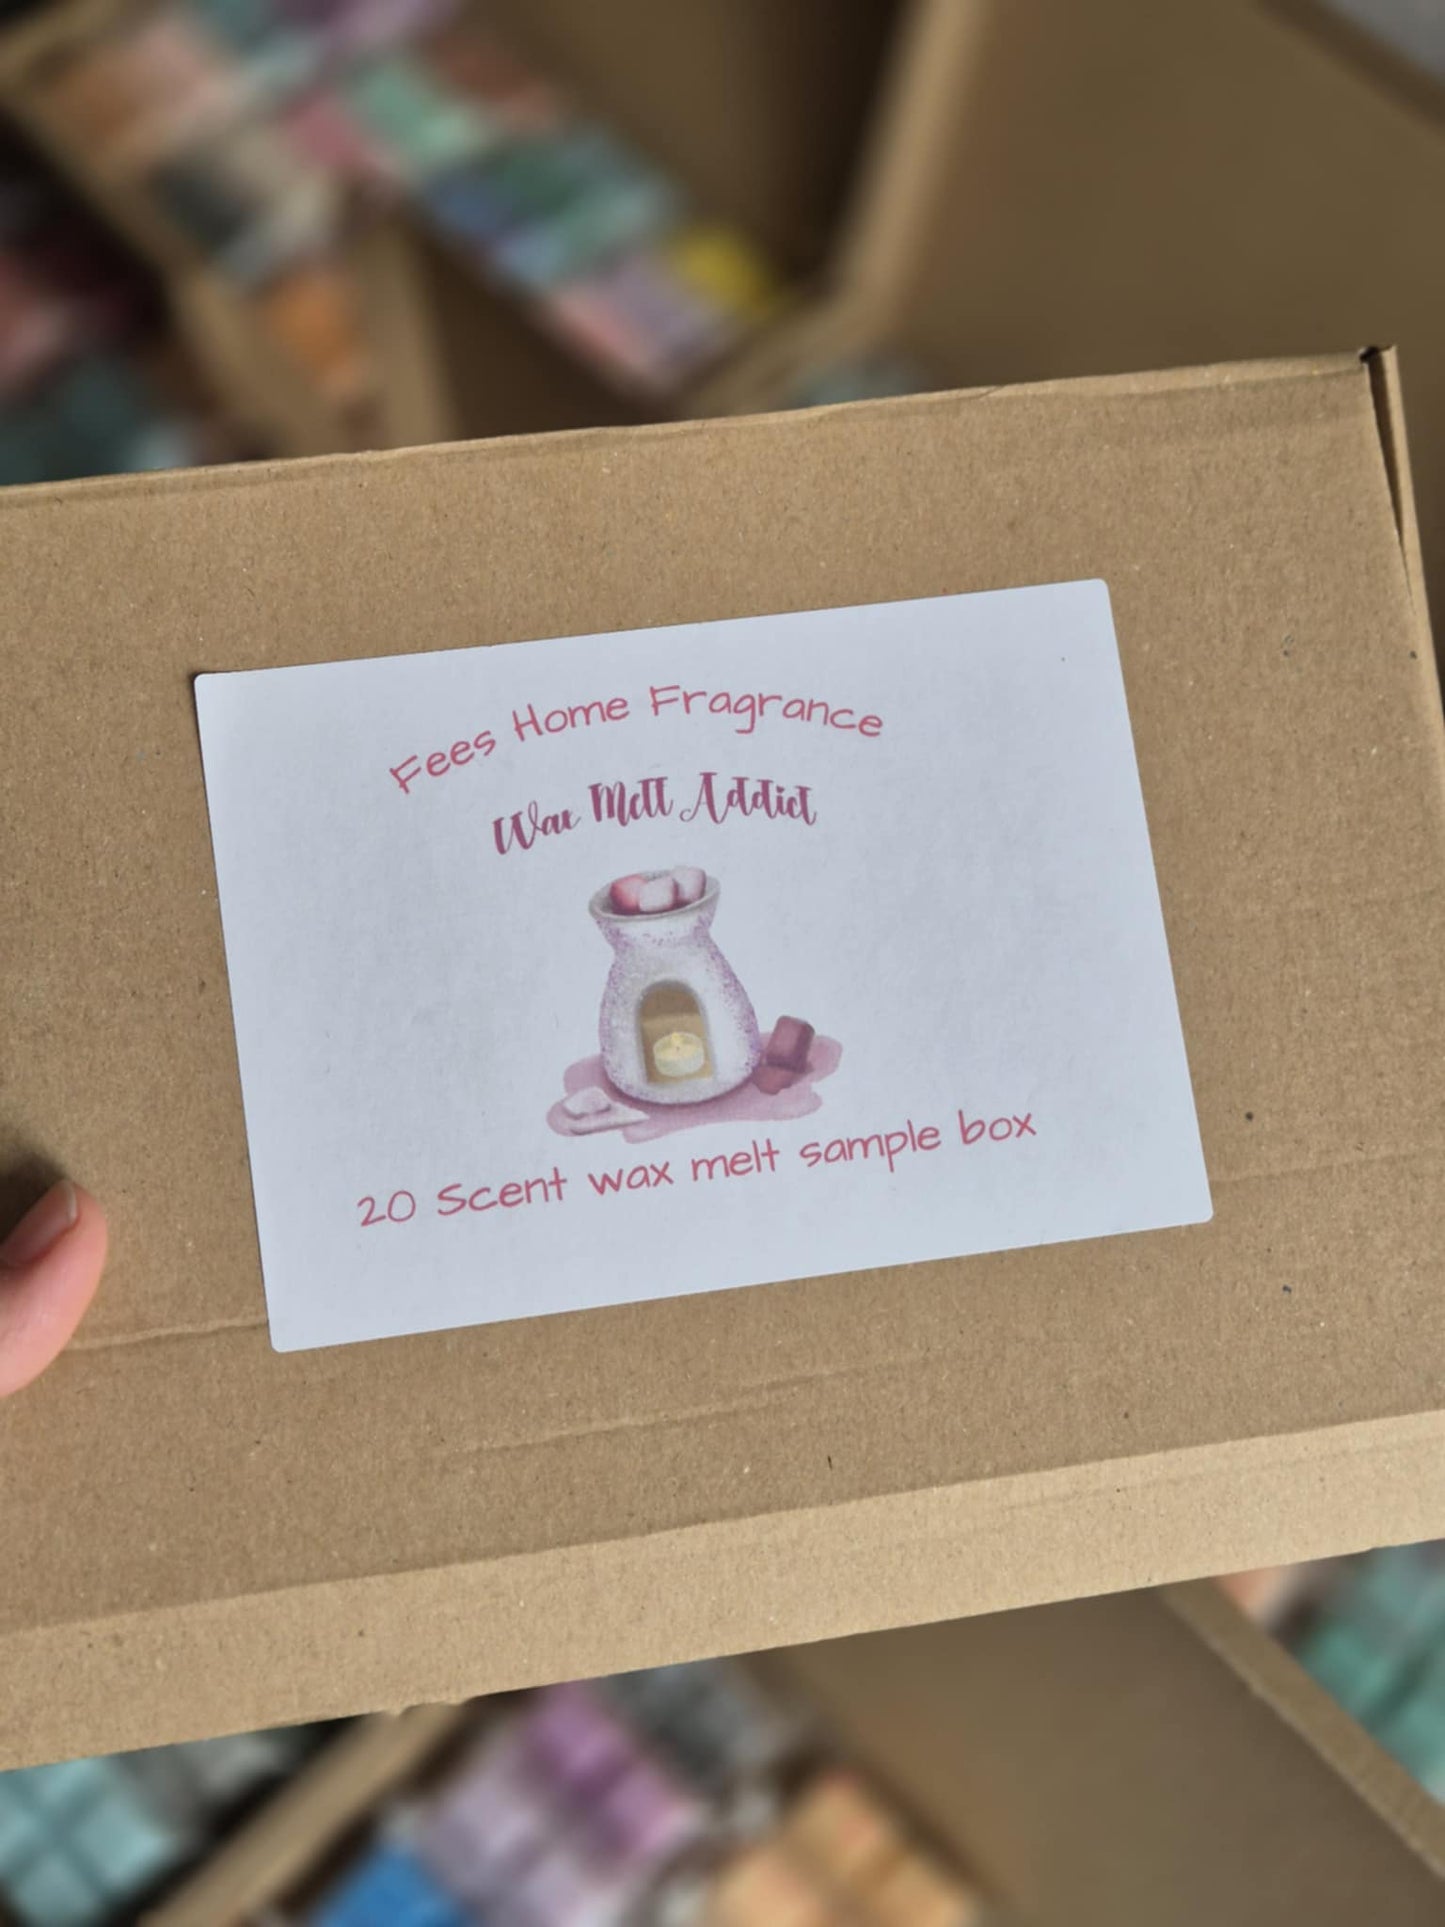 Fees Home Fragrance
Wax Melt Addict
20 Scent wax melt sample box